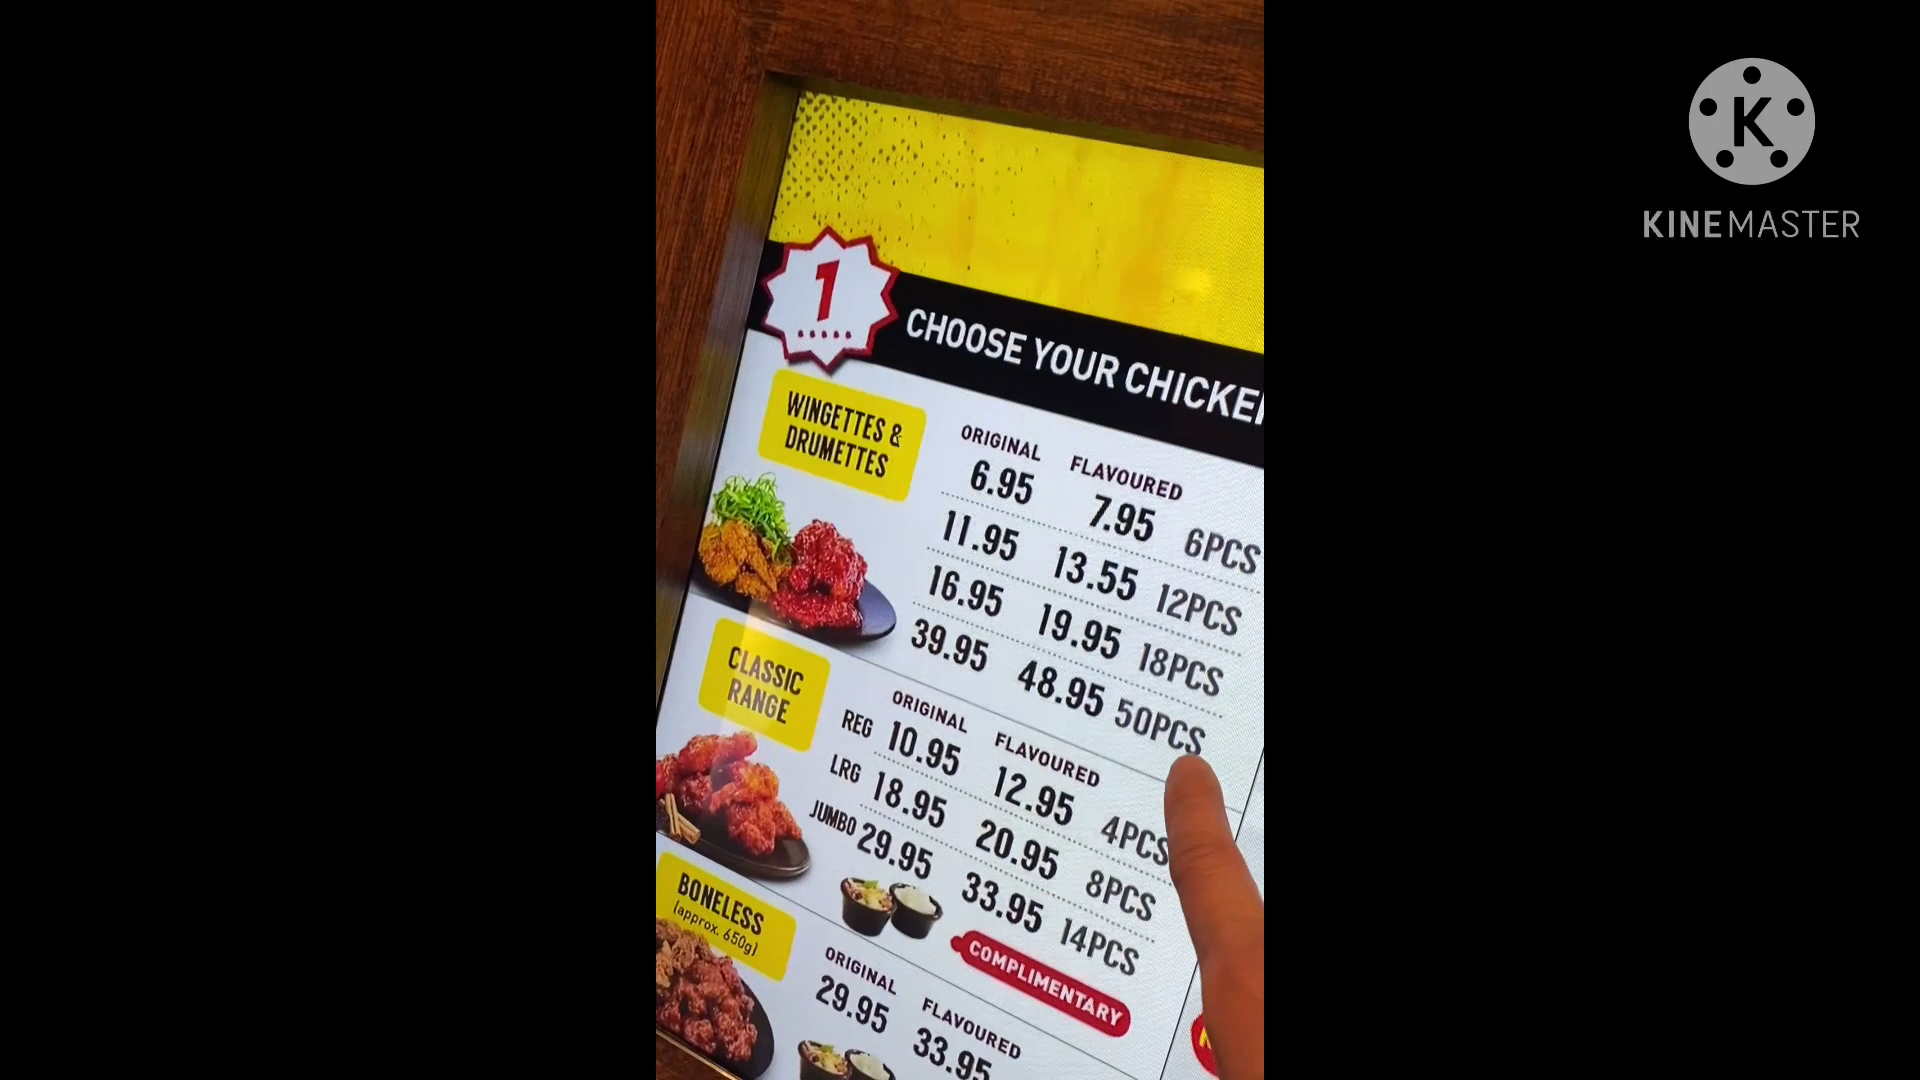 KINEMASTER
1
CHOOSE YOUR CHICKE
WINGETTES &
DRUMETTES
ORIGINAL FLAVOURED
6.95 7.95 6PCS
11.95 13.55 12PCS
16.95 19.95 18PCS
39.95 48.95 50PCS
CLASSIC
RANGE
ORIGINAL FLAVOURED
REG 10.95 12.95 4PCS
LRG 18.95 20.95 8PCS
JUMBO 29.95 33.95 14PCS
COMPLIMENTARY
BONELESS
(approx. 650g)
ORIGINAL FLAVOURED
29.95 33.95